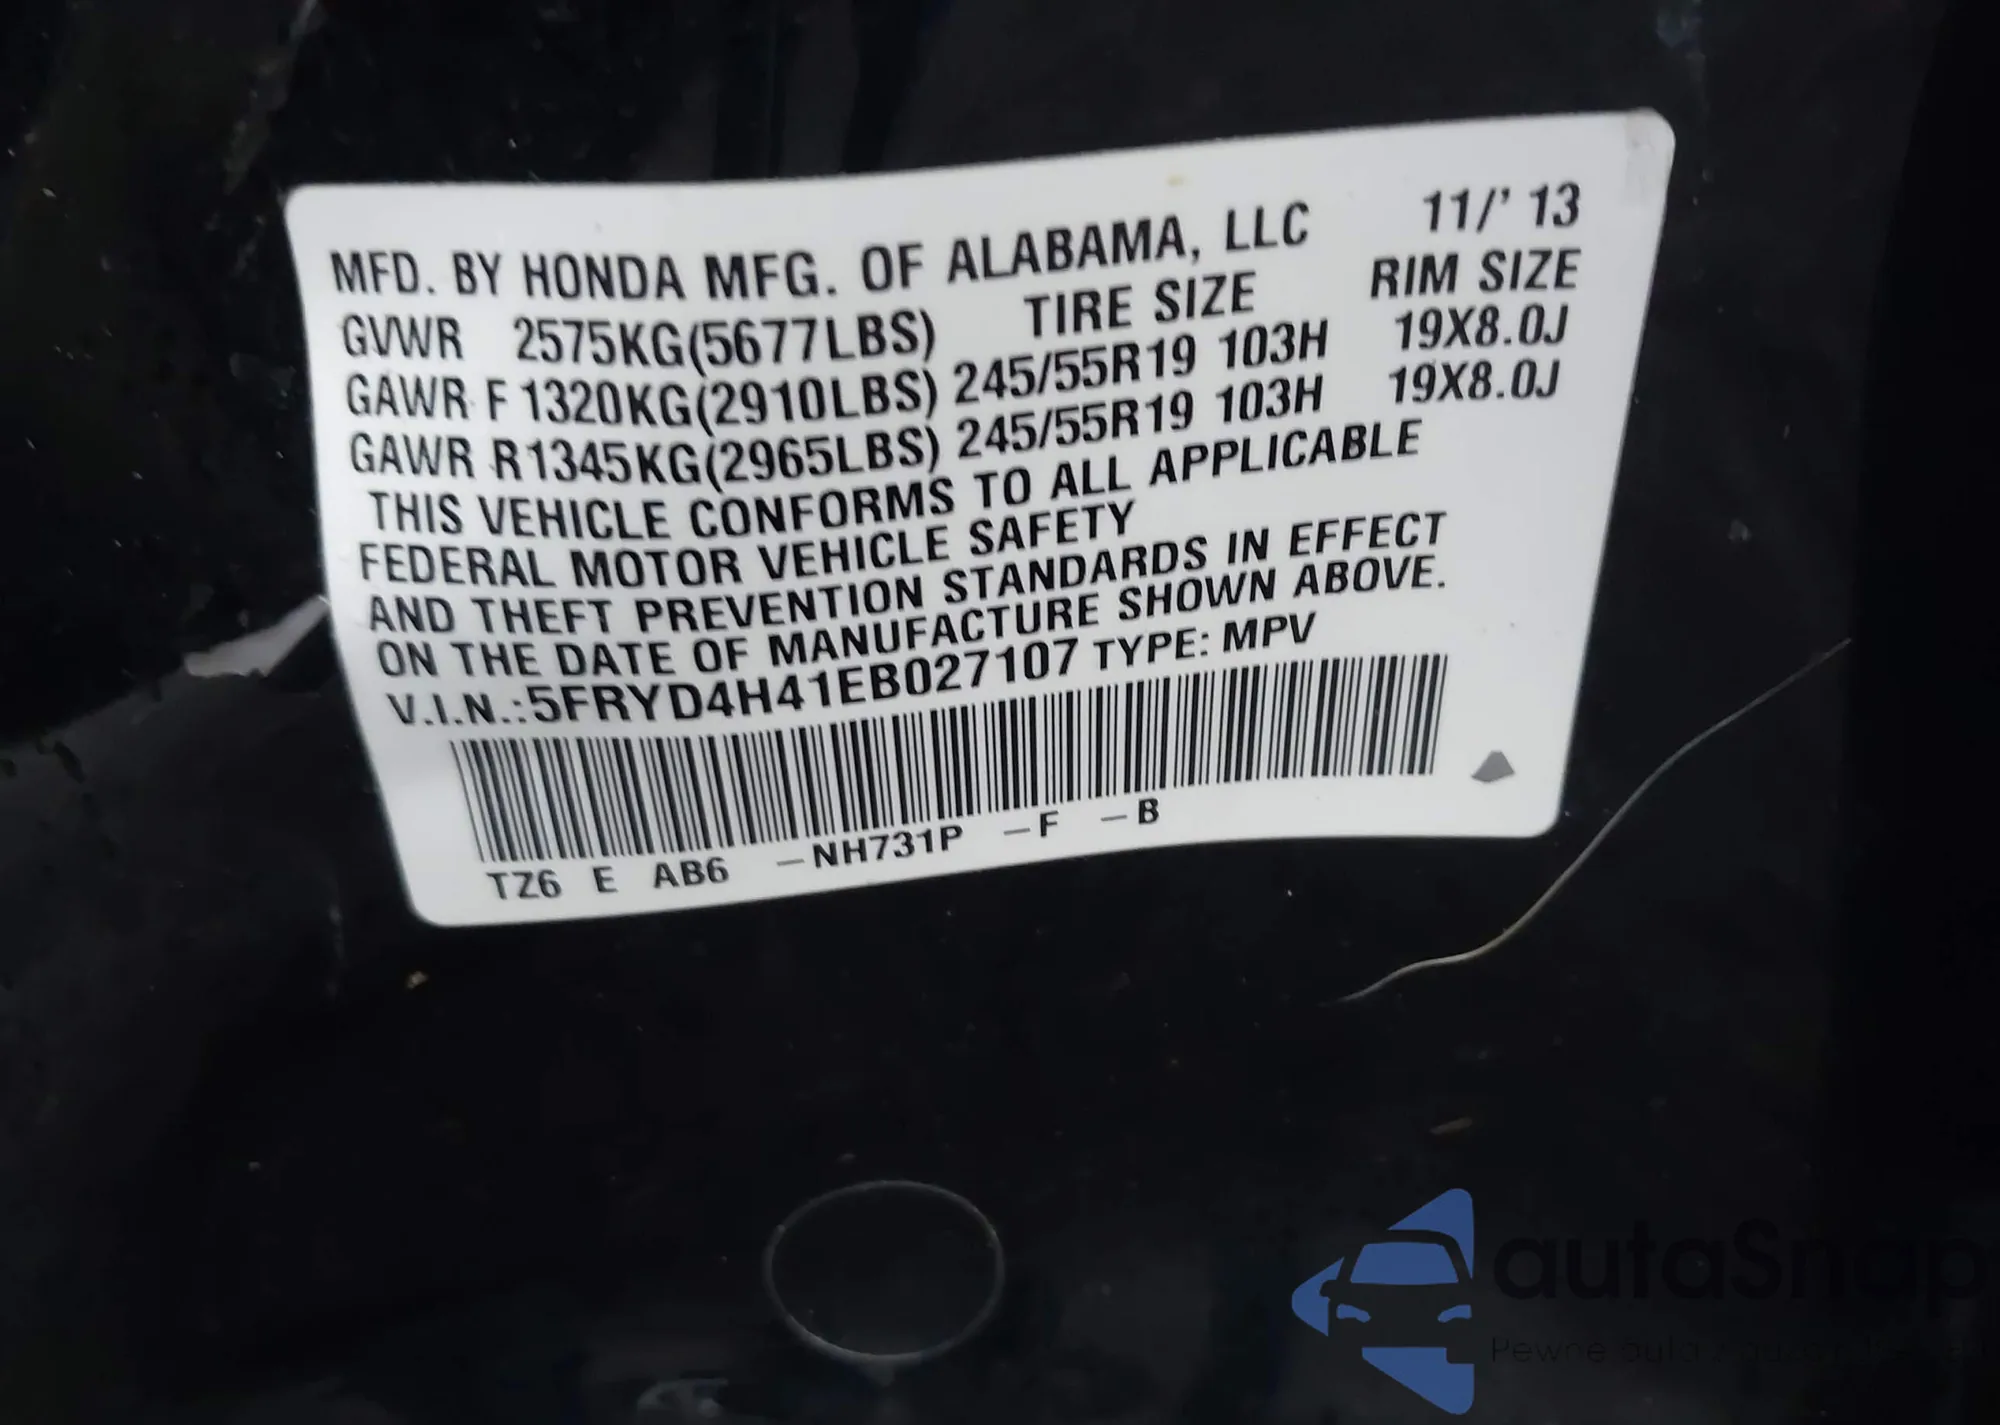 MFD. BY HONDA MFG. OF ALABAMA, LLC 11/' 13
GVWR 2575KG(5677LBS) TIRE SIZE RIM SIZE
GAWR F 1320KG(2910LBS) 245/55R19 103H 19X8.0J
GAWR R1345KG(2965LBS) 245/55R19 103H 19X8.0J
THIS VEHICLE CONFORMS TO ALL APPLICABLE
FEDERAL MOTOR VEHICLE SAFETY
AND THEFT PREVENTION STANDARDS IN EFFECT
ON THE DATE OF MANUFACTURE SHOWN ABOVE.
V.I.N.:5FRYD4H41EB027107 TYPE: MPV
TZ6 E AB6 –NH731P –F –B
autaSnap
Pewne auto z